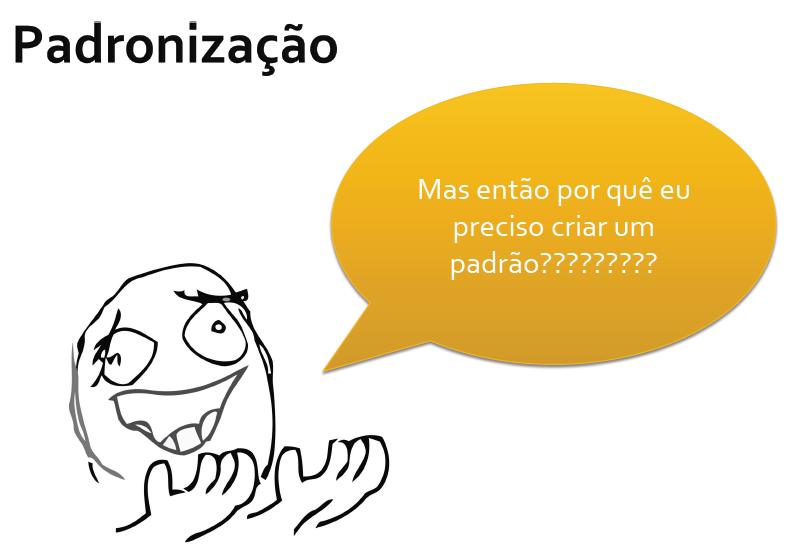 Padronização
Mas então por quê eu
preciso criar um
padrão?????????